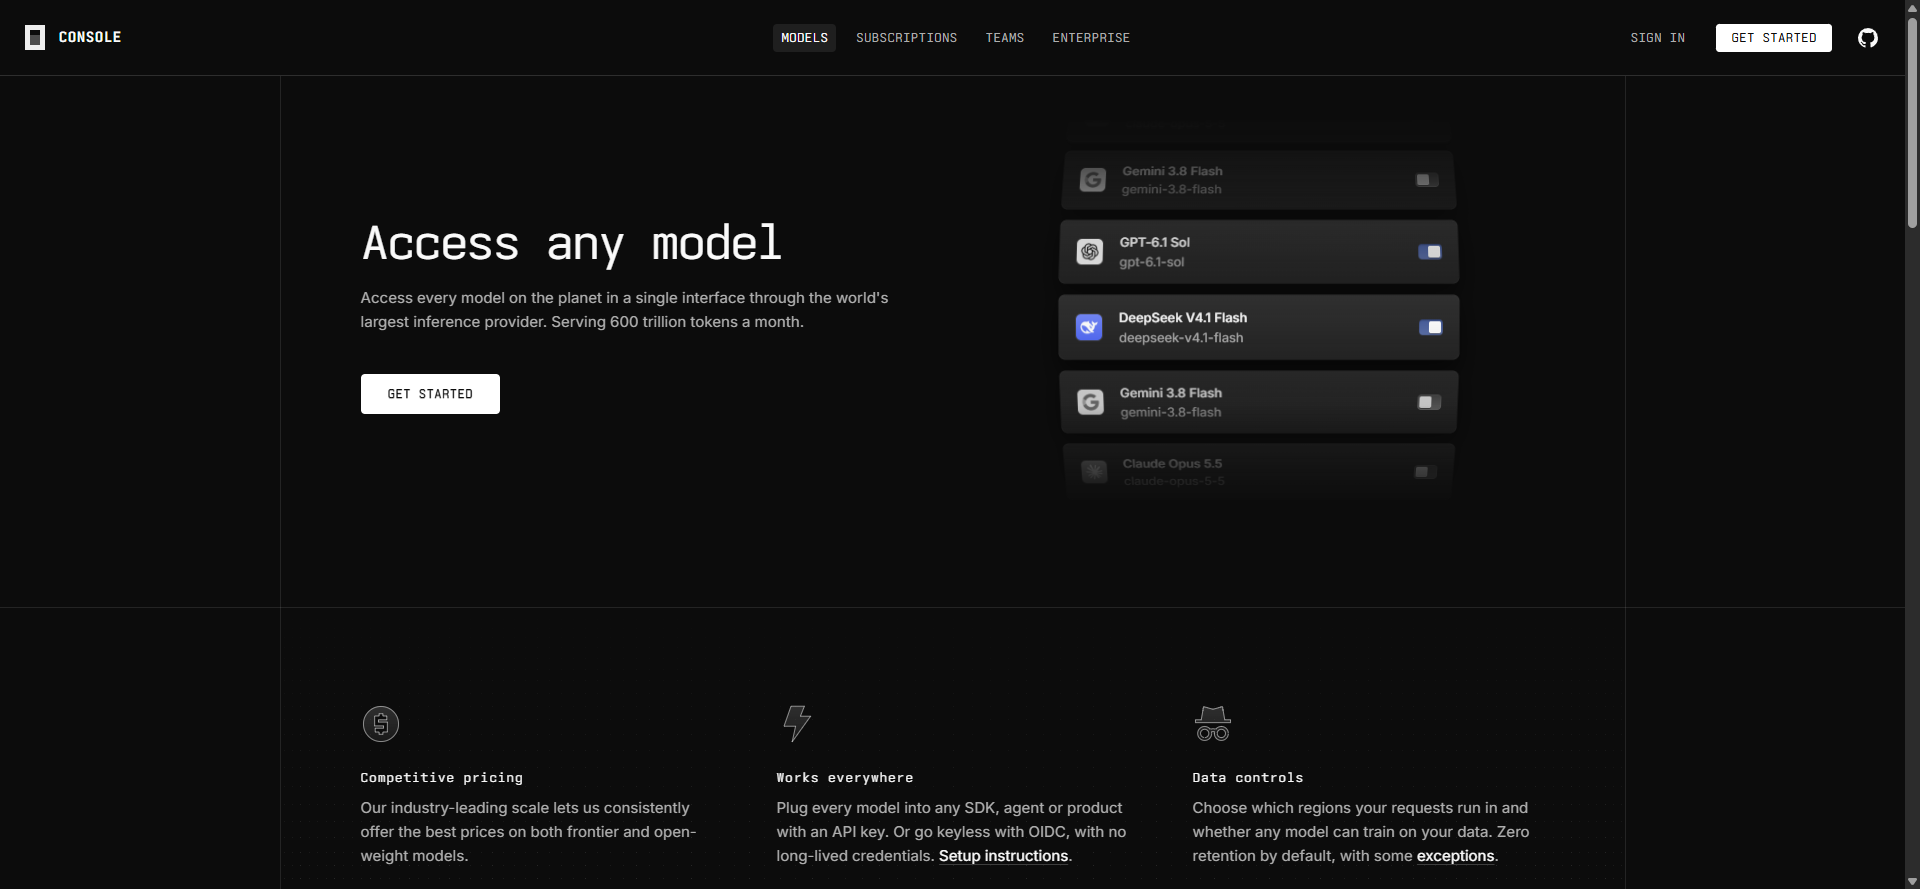 CONSOLE
MODELS
SUBSCRIPTIONS
TEAMS
ENTERPRISE
SIGN IN
GET STARTED
Access any model
Access every model on the planet in a single interface through the world's
largest inference provider. Serving 600 trillion tokens a month.
GET STARTED
Gemini 3.8 Flash
gemini-3.8-flash
GPT-6.1 Sol
gpt-6.1-sol
DeepSeek V4.1 Flash
deepseek-v4.1-flash
Gemini 3.8 Flash
gemini-3.8-flash
Claude Opus 5.5
claude-opus-5-5
Competitive pricing
Our industry-leading scale lets us consistently
offer the best prices on both frontier and open-
weight models.
Works everywhere
Plug every model into any SDK, agent or product
with an API key. Or go keyless with OIDC, with no
long-lived credentials. Setup instructions.
Data controls
Choose which regions your requests run in and
whether any model can train on your data. Zero
retention by default, with some exceptions.